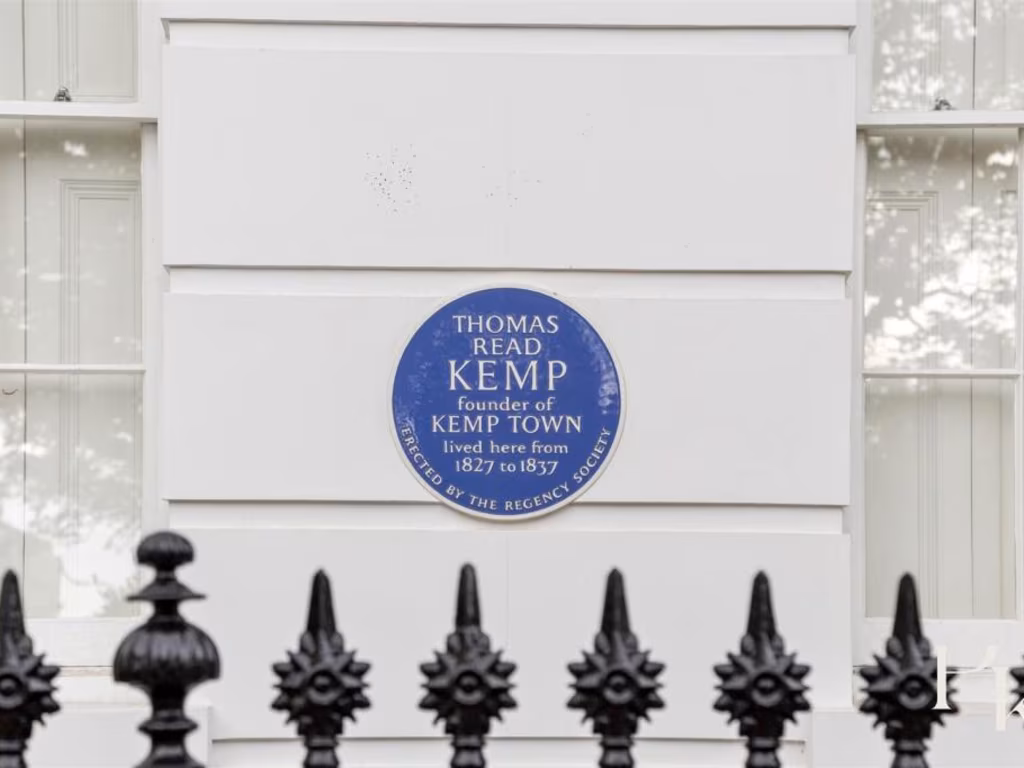 THOMAS
READ
KEMP
founder of
KEMP TOWN
lived here from
1827 to 1837
ERECTED BY THE REGENCY SOCIETY